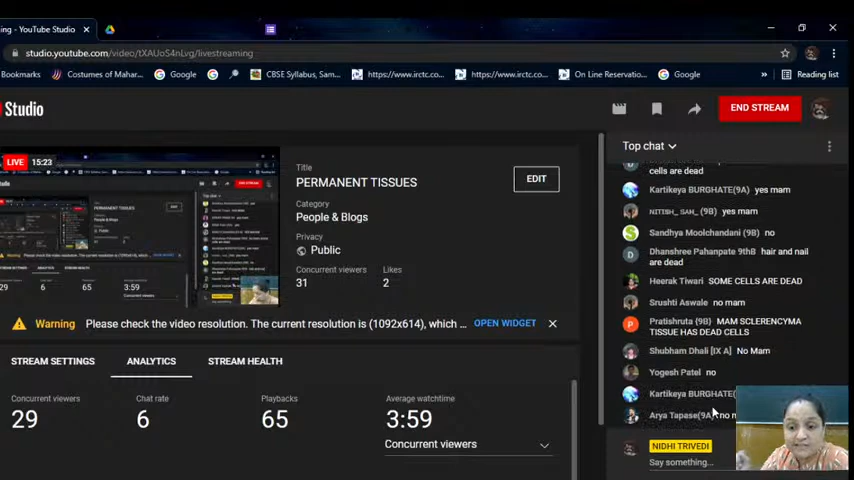 ning - YouTube Studio
studio.youtube.com/video/tXAUoS4nLvg/livestreaming
Bookmarks
Costumes of Mahar...
Google
CBSE Syllabus, Sam...
https://www.irctc.co...
https://www.irctc.co...
On Line Reservatio...
Google
»
Reading list
Studio
END STREAM
LIVE 15:23
Title
PERMANENT TISSUES
EDIT
Category
People & Blogs
Privacy
Public
Concurrent viewers
31
Likes
2
Warning Please check the video resolution. The current resolution is (1092x614), which ... OPEN WIDGET
STREAM SETTINGS
ANALYTICS
STREAM HEALTH
Concurrent viewers
29
Chat rate
6
Playbacks
65
Average watchtime
3:59
Concurrent viewers
Top chat
cells are dead
Kartikeya BURGHATE(9A) yes mam
NITISH_ SAH_ (9B) yes mam
Sandhya Moolchandani (9B) no
Dhanshree Pahanpate 9thB hair and nail
are dead
Heerak Tiwari SOME CELLS ARE DEAD
Srushti Aswale no mam
Pratishruta (9B) MAM SCLERENCYMA
TISSUE HAS DEAD CELLS
Shubham Dhali [IX A] No Mam
Yogesh Patel no
Kartikeya BURGHATE(
Arya Tapase(9A) no
NIDHI TRIVEDI
Say something...